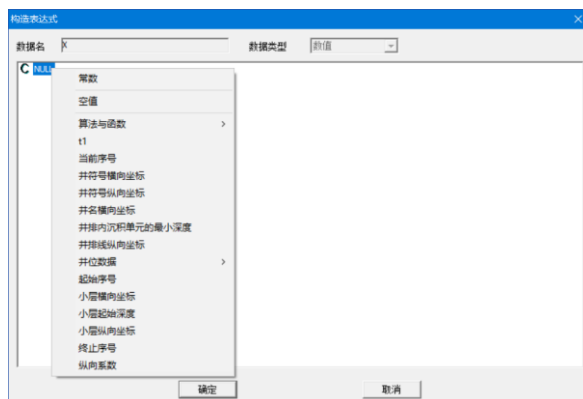 构造表达式
数据名 X 数据类型 数值
C NULL
常数
空值
算法与函数
t1
当前序号
井符号横向坐标
井符号纵向坐标
井名横向坐标
井排内沉积单元的最小深度
井排线纵向坐标
井位数据
起始序号
小层横向坐标
小层起始深度
小层纵向坐标
终止序号
纵向系数
确定 取消